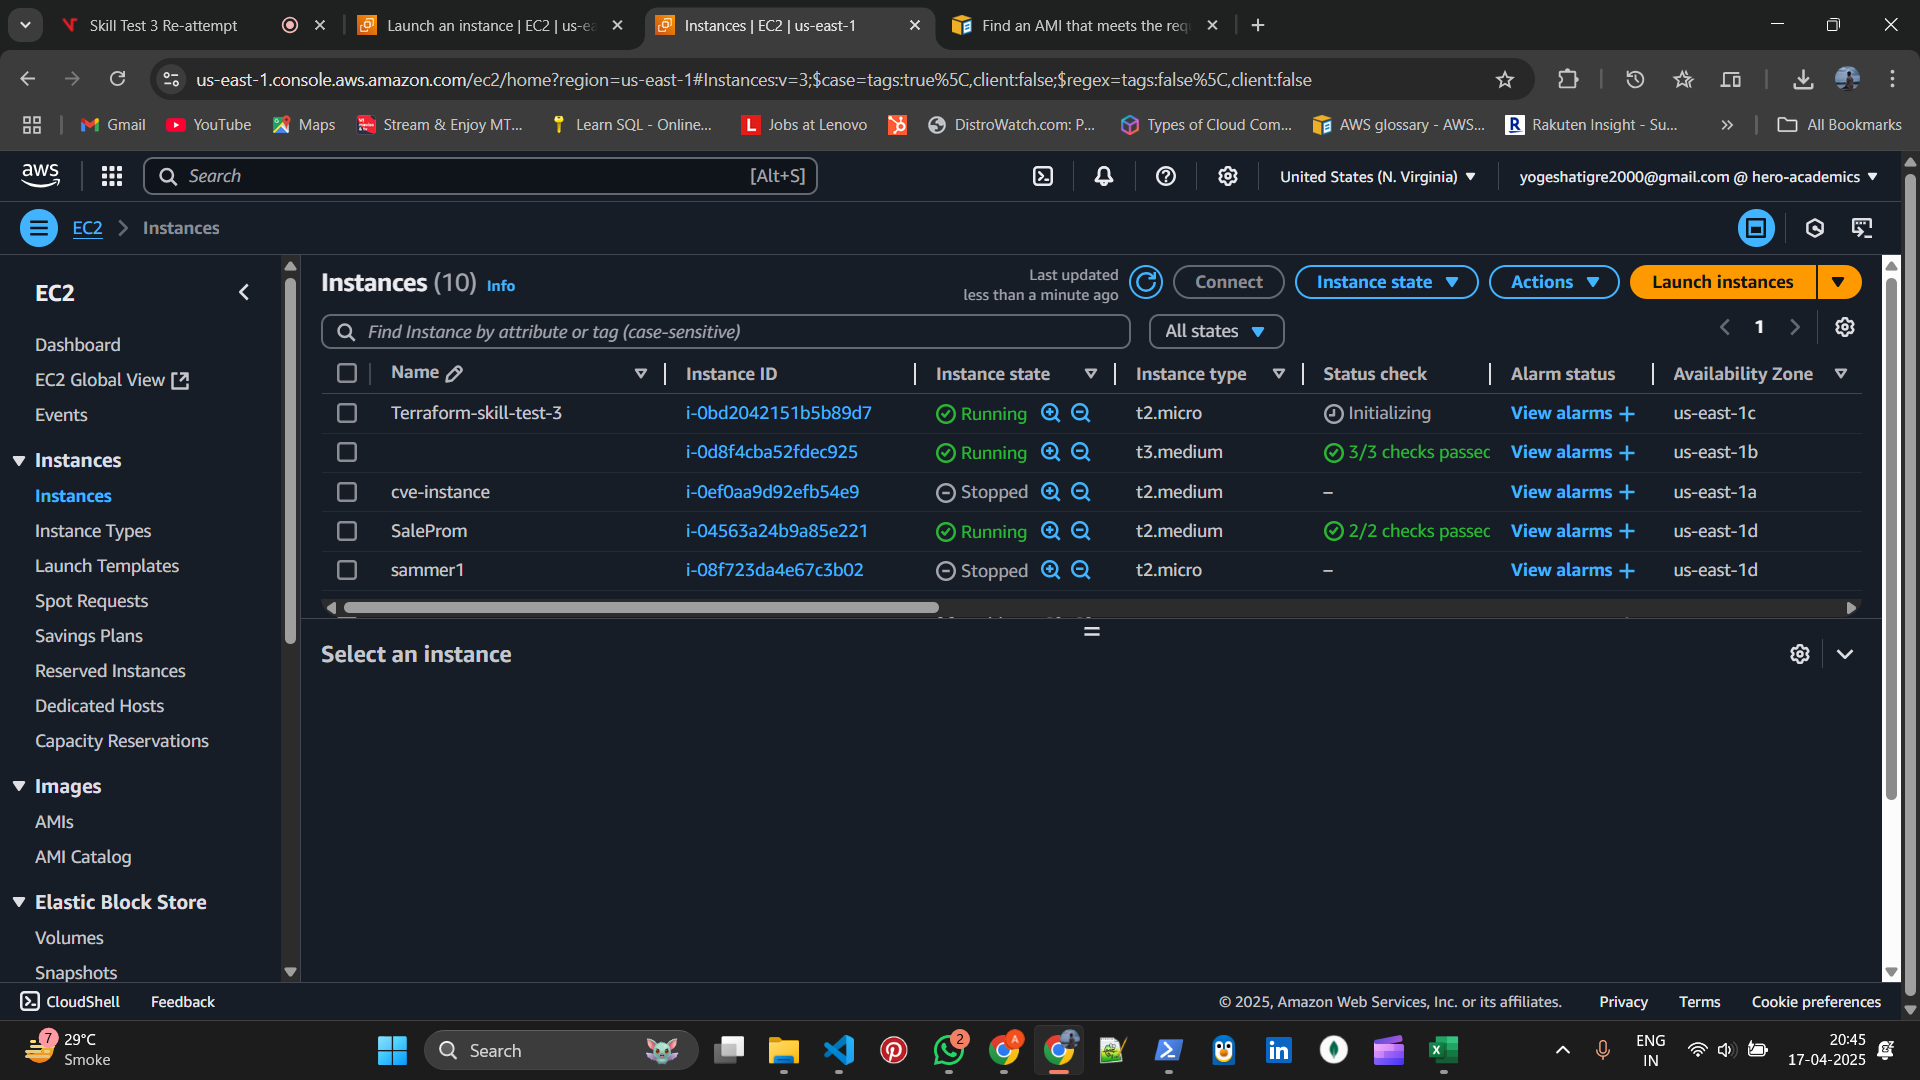 Skill Test 3 Re-attempt
Launch an instance | EC2 | us-ea
Instances | EC2 | us-east-1
Find an AMI that meets the req
us-east-1.console.aws.amazon.com/ec2/home?region=us-east-1#Instances:v=3;$case=tags:true%5C,client:false;$regex=tags:false%5C,client:false
Gmail
YouTube
Maps
Stream & Enjoy MT...
Learn SQL - Online...
Jobs at Lenovo
DistroWatch.com: P...
Types of Cloud Com...
AWS glossary - AWS...
Rakuten Insight - Su...
All Bookmarks
aws
Search
[Alt+S]
United States (N. Virginia)
yogeshatigre2000@gmail.com @ hero-academics
EC2
Instances
EC2
Dashboard
EC2 Global View
Events
Instances
Instances
Instance Types
Launch Templates
Spot Requests
Savings Plans
Reserved Instances
Dedicated Hosts
Capacity Reservations
Images
AMIs
AMI Catalog
Elastic Block Store
Volumes
Snapshots
Instances (10) Info
Last updated
less than a minute ago
Connect
Instance state
Actions
Launch instances
Find Instance by attribute or tag (case-sensitive)
All states
1
Name Instance ID Instance state Instance type Status check Alarm status Availability Zone
Terraform-skill-test-3 i-0bd2042151b5b89d7 Running t2.micro Initializing View alarms + us-east-1c
i-0d8f4cba52fdec925 Running t3.medium 3/3 checks passed View alarms + us-east-1b
cve-instance i-0ef0aa9d92efb54e9 Stopped t2.medium – View alarms + us-east-1a
SaleProm i-04563a24b9a85e221 Running t2.medium 2/2 checks passed View alarms + us-east-1d
sammer1 i-08f723da4e67c3b02 Stopped t2.micro – View alarms + us-east-1d
Select an instance
CloudShell
Feedback
© 2025, Amazon Web Services, Inc. or its affiliates.
Privacy
Terms
Cookie preferences
7
29°C
Smoke
Search
2
A
ENG
IN
20:45
17-04-2025